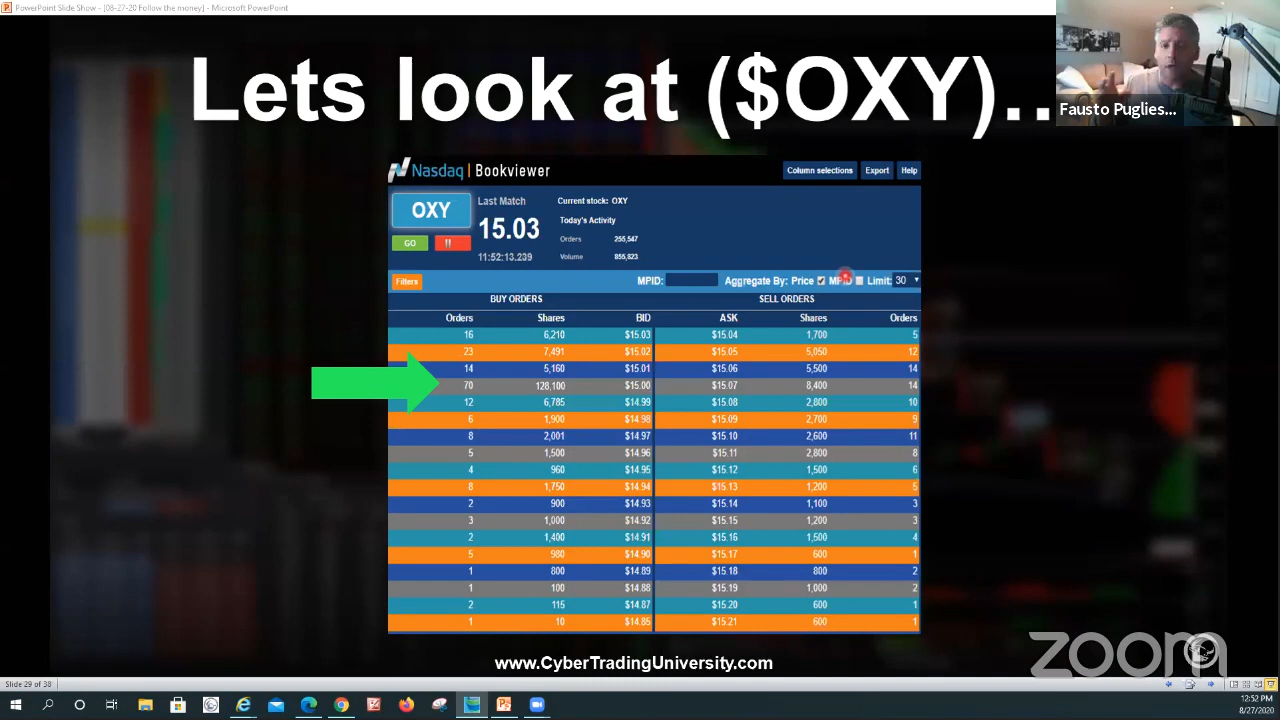 PowerPoint Slide Show - [08-27-20 Follow the money] - Microsoft PowerPoint
Lets look at ($OXY)..
Fausto Puglies...
Nasdaq | Bookviewer
Column selections Export Help
OXY
GO
Last Match
15.03
11:52:13.239
Current stock: OXY
Today's Activity
Orders 255,547
Volume 855,823
Filters MPID: Aggregate By: Price MPID Limit: 30
BUY ORDERS SELL ORDERS
Orders Shares BID ASK Shares Orders
16 6,210 $15.03 $15.04 1,700 5
23 7,491 $15.02 $15.05 5,050 12
14 5,160 $15.01 $15.06 5,500 14
70 128,100 $15.00 $15.07 8,400 14
12 6,785 $14.99 $15.08 2,800 10
6 1,900 $14.98 $15.09 2,700 9
8 2,001 $14.97 $15.10 2,600 11
5 1,500 $14.96 $15.11 2,800 8
4 960 $14.95 $15.12 1,500 6
8 1,750 $14.94 $15.13 1,200 5
2 900 $14.93 $15.14 1,100 3
3 1,000 $14.92 $15.15 1,200 3
2 1,400 $14.91 $15.16 1,500 4
5 980 $14.90 $15.17 600 1
1 800 $14.89 $15.18 800 2
1 100 $14.88 $15.19 1,000 2
2 115 $14.87 $15.20 600 1
1 10 $14.85 $15.21 600 1
www.CyberTradingUniversity.com
zoom
Slide 29 of 38
12:52 PM
8/27/2020